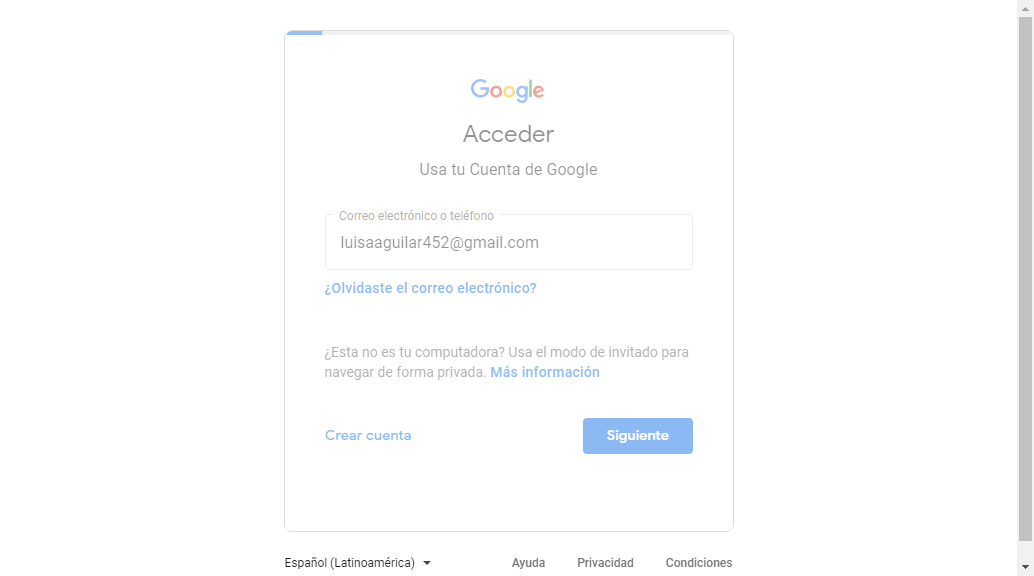 Google
Acceder
Usa tu Cuenta de Google
Correo electrónico o teléfono
luisaaguilar452@gmail.com
¿Olvidaste el correo electrónico?
¿Esta no es tu computadora? Usa el modo de invitado para
navegar de forma privada. Más información
Crear cuenta
Siguiente
Español (Latinoamérica)
Ayuda
Privacidad
Condiciones